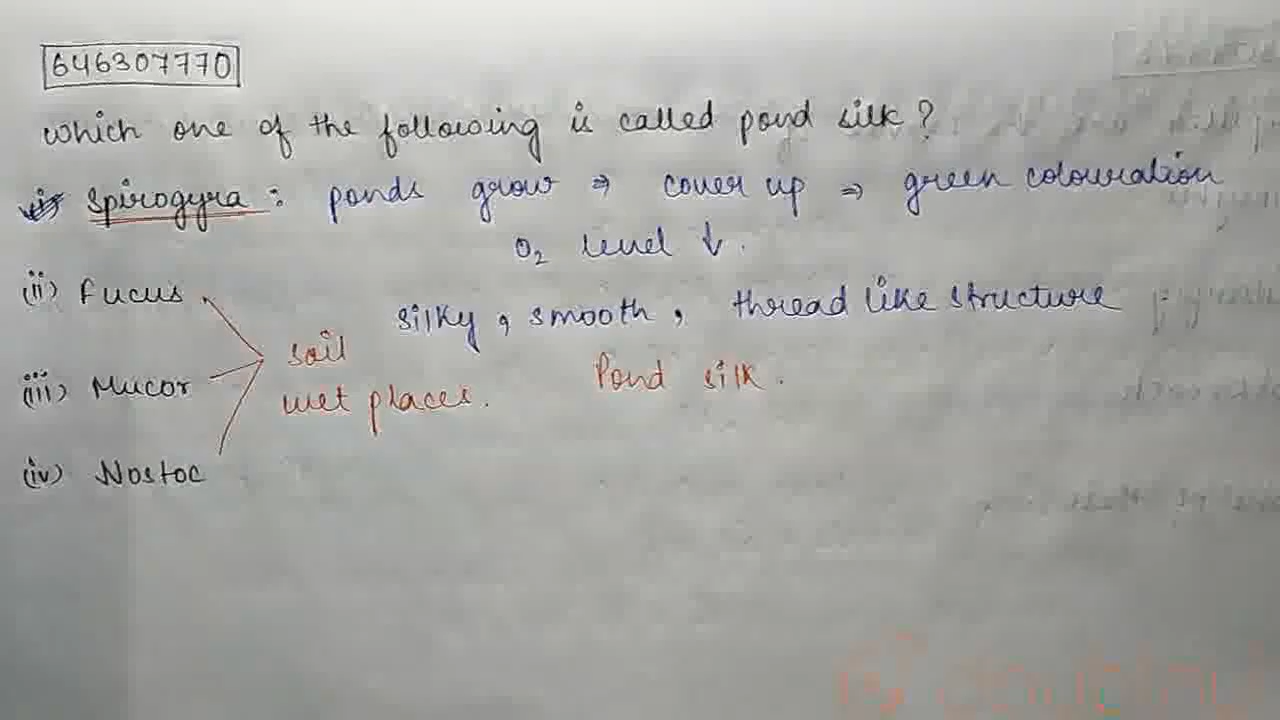 646307770
which one of the following is called pond silk?
(i) Spirogyra : ponds grow ⇒ cover up ⇒ green colouration
O₂ level ↓.
(ii) Fucus
silky, smooth, thread like structure
soil
Pond silk.
(iii) Mucor
wet places.
(iv) Nostoc
doubtnut